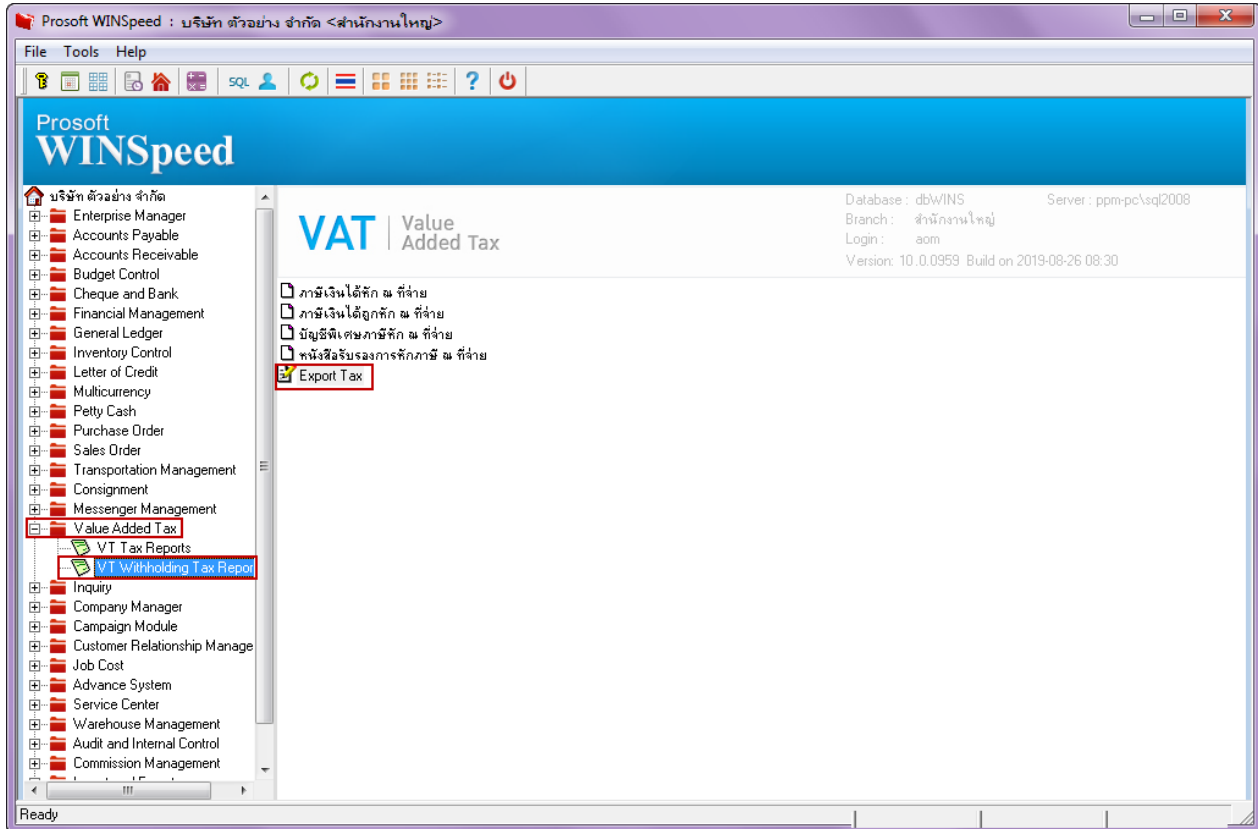 Prosoft WINSpeed : บริษัท ตัวอย่าง จำกัด <สำนักงานใหญ่>
File Tools Help
SQL
Prosoft
WINSpeed
บริษัท ตัวอย่าง จำกัด
Enterprise Manager
Accounts Payable
Accounts Receivable
Budget Control
Cheque and Bank
Financial Management
General Ledger
Inventory Control
Letter of Credit
Multicurrency
Petty Cash
Purchase Order
Sales Order
Transportation Management
Consignment
Messenger Management
Value Added Tax
VT Tax Reports
VT Withholding Tax Repor
Inquiry
Company Manager
Campaign Module
Customer Relationship Manage
Job Cost
Advance System
Service Center
Warehouse Management
Audit and Internal Control
Commission Management
VAT
Value
Added Tax
Database : dbWINS Server : ppm-pc\sql2008
Branch : สำนักงานใหญ่
Login : aom
Version: 10.0.0959 Build on 2019-08-26 08:30
ภาษีเงินได้หัก ณ ที่จ่าย
ภาษีเงินได้ถูกหัก ณ ที่จ่าย
บัญชีพิเศษภาษีหัก ณ ที่จ่าย
หนังสือรับรองการหักภาษี ณ ที่จ่าย
Export Tax
Ready